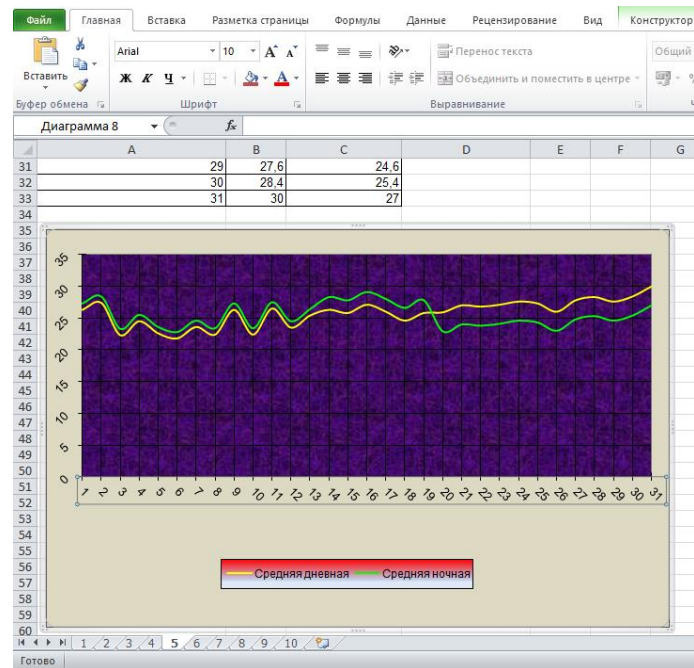 Файл Главная Вставка Разметка страницы Формулы Данные Рецензирование Вид Конструктор
Arial 10 A A Перенос текста Общий
Вставить Ж К Ч А Объединить и поместить в центре %
Буфер обмена Шрифт Выравнивание
Диаграмма 8 fx
A B C D E F G
31 29 27,6 24,6
32 30 28,4 25,4
33 31 30 27
34
35
36
37
38
39
40
41
42
43
44
45
46
47
48
49
50
51
52
53
54
55
56
57
58
59
60
35
30
25
20
15
10
5
0
1 2 3 4 5 6 7 8 9 10 11 12 13 14 15 16 17 18 19 20 21 22 23 24 25 26 27 28 29 30 31
Средняя дневная Средняя ночная
1 2 3 4 5 6 7 8 9 10
Готово